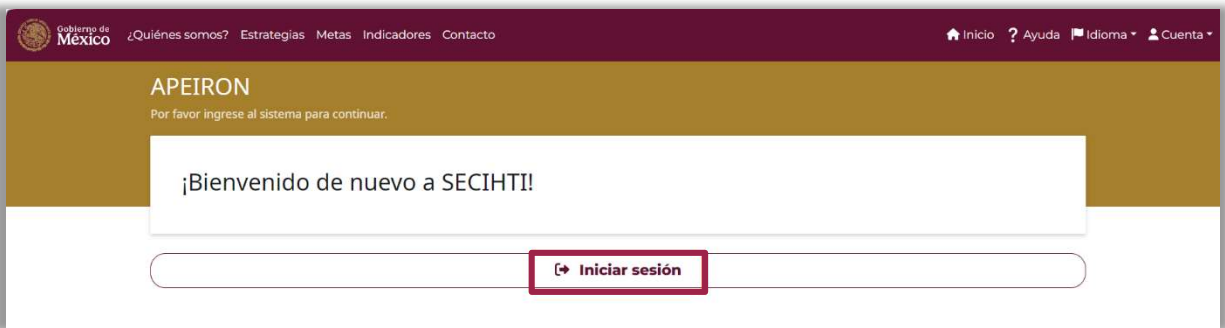 Gobierno de
México
¿Quiénes somos? Estrategias Metas Indicadores Contacto
Inicio ? Ayuda Idioma Cuenta
APEIRON
Por favor ingrese al sistema para continuar.
¡Bienvenido de nuevo a SECIHTI!
Iniciar sesión